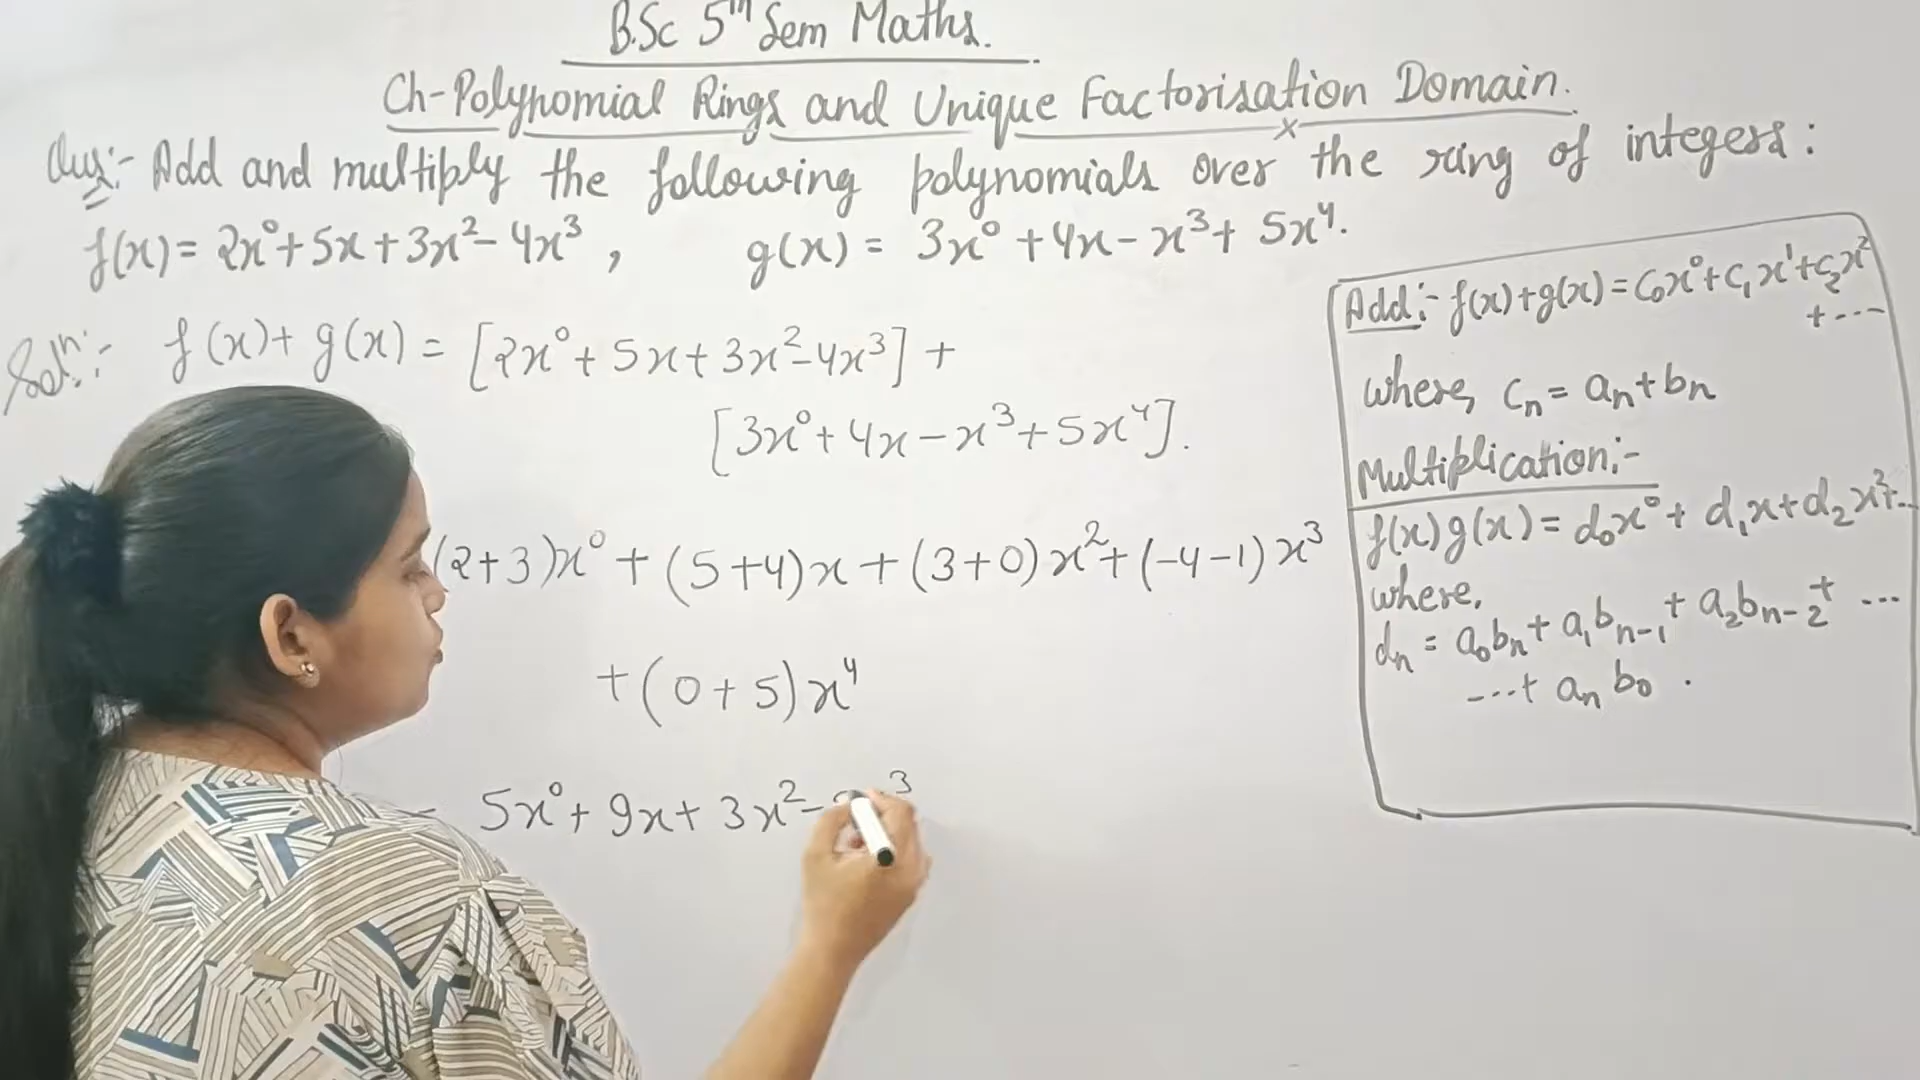 B.Sc 5th Sem Maths.
Ch-Polynomial Rings and Unique Factorisation Domain.
Ques:- Add and multiply the following polynomials over the ring of integers:
f(x) = 2x⁰ + 5x + 3x² - 4x³ , g(x) = 3x⁰ + 4x - x³ + 5x⁴.
Solⁿ:- f(x) + g(x) = [2x⁰ + 5x + 3x² - 4x³] +
[3x⁰ + 4x - x³ + 5x⁴].
(2+3)x⁰ + (5+4)x + (3+0)x² + (-4-1)x³
+ (0+5)x⁴
= 5x⁰ + 9x + 3x² - ³
Add:- f(x)+g(x) = c₀x⁰ + c₁x¹ + c₂x²
+ ---
where, cₙ = aₙ + bₙ
Multiplication:-
f(x)g(x) = d₀x⁰ + d₁x + d₂x² + ..
where,
dₙ = a₀bₙ + a₁bₙ₋₁ + a₂bₙ₋₂ + ...
---+ aₙb₀ .